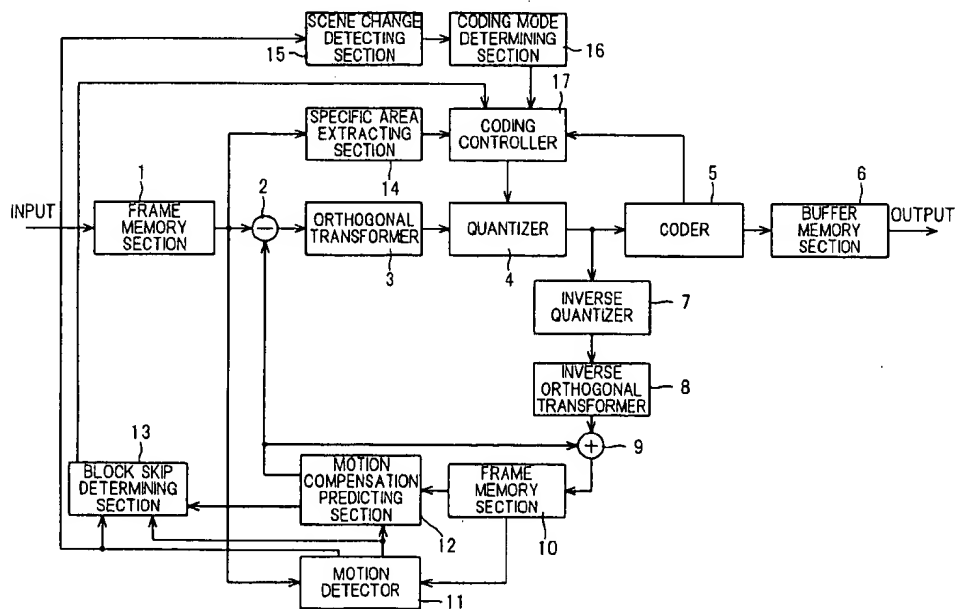 SCENE CHANGE
DETECTING
SECTION
15
CODING MODE
DETERMINING
SECTION
16
17
SPECIFIC AREA
EXTRACTING
SECTION
14
CODING
CONTROLLER
INPUT
1
FRAME
MEMORY
SECTION
2
−
ORTHOGONAL
TRANSFORMER
3
QUANTIZER
4
5
CODER
6
BUFFER
MEMORY
SECTION
OUTPUT
INVERSE
QUANTIZER
7
INVERSE
ORTHOGONAL
TRANSFORMER
8
+
9
13
BLOCK SKIP
DETERMINING
SECTION
MOTION
COMPENSATION
PREDICTING
SECTION
12
FRAME
MEMORY
SECTION
10
MOTION
DETECTOR
11